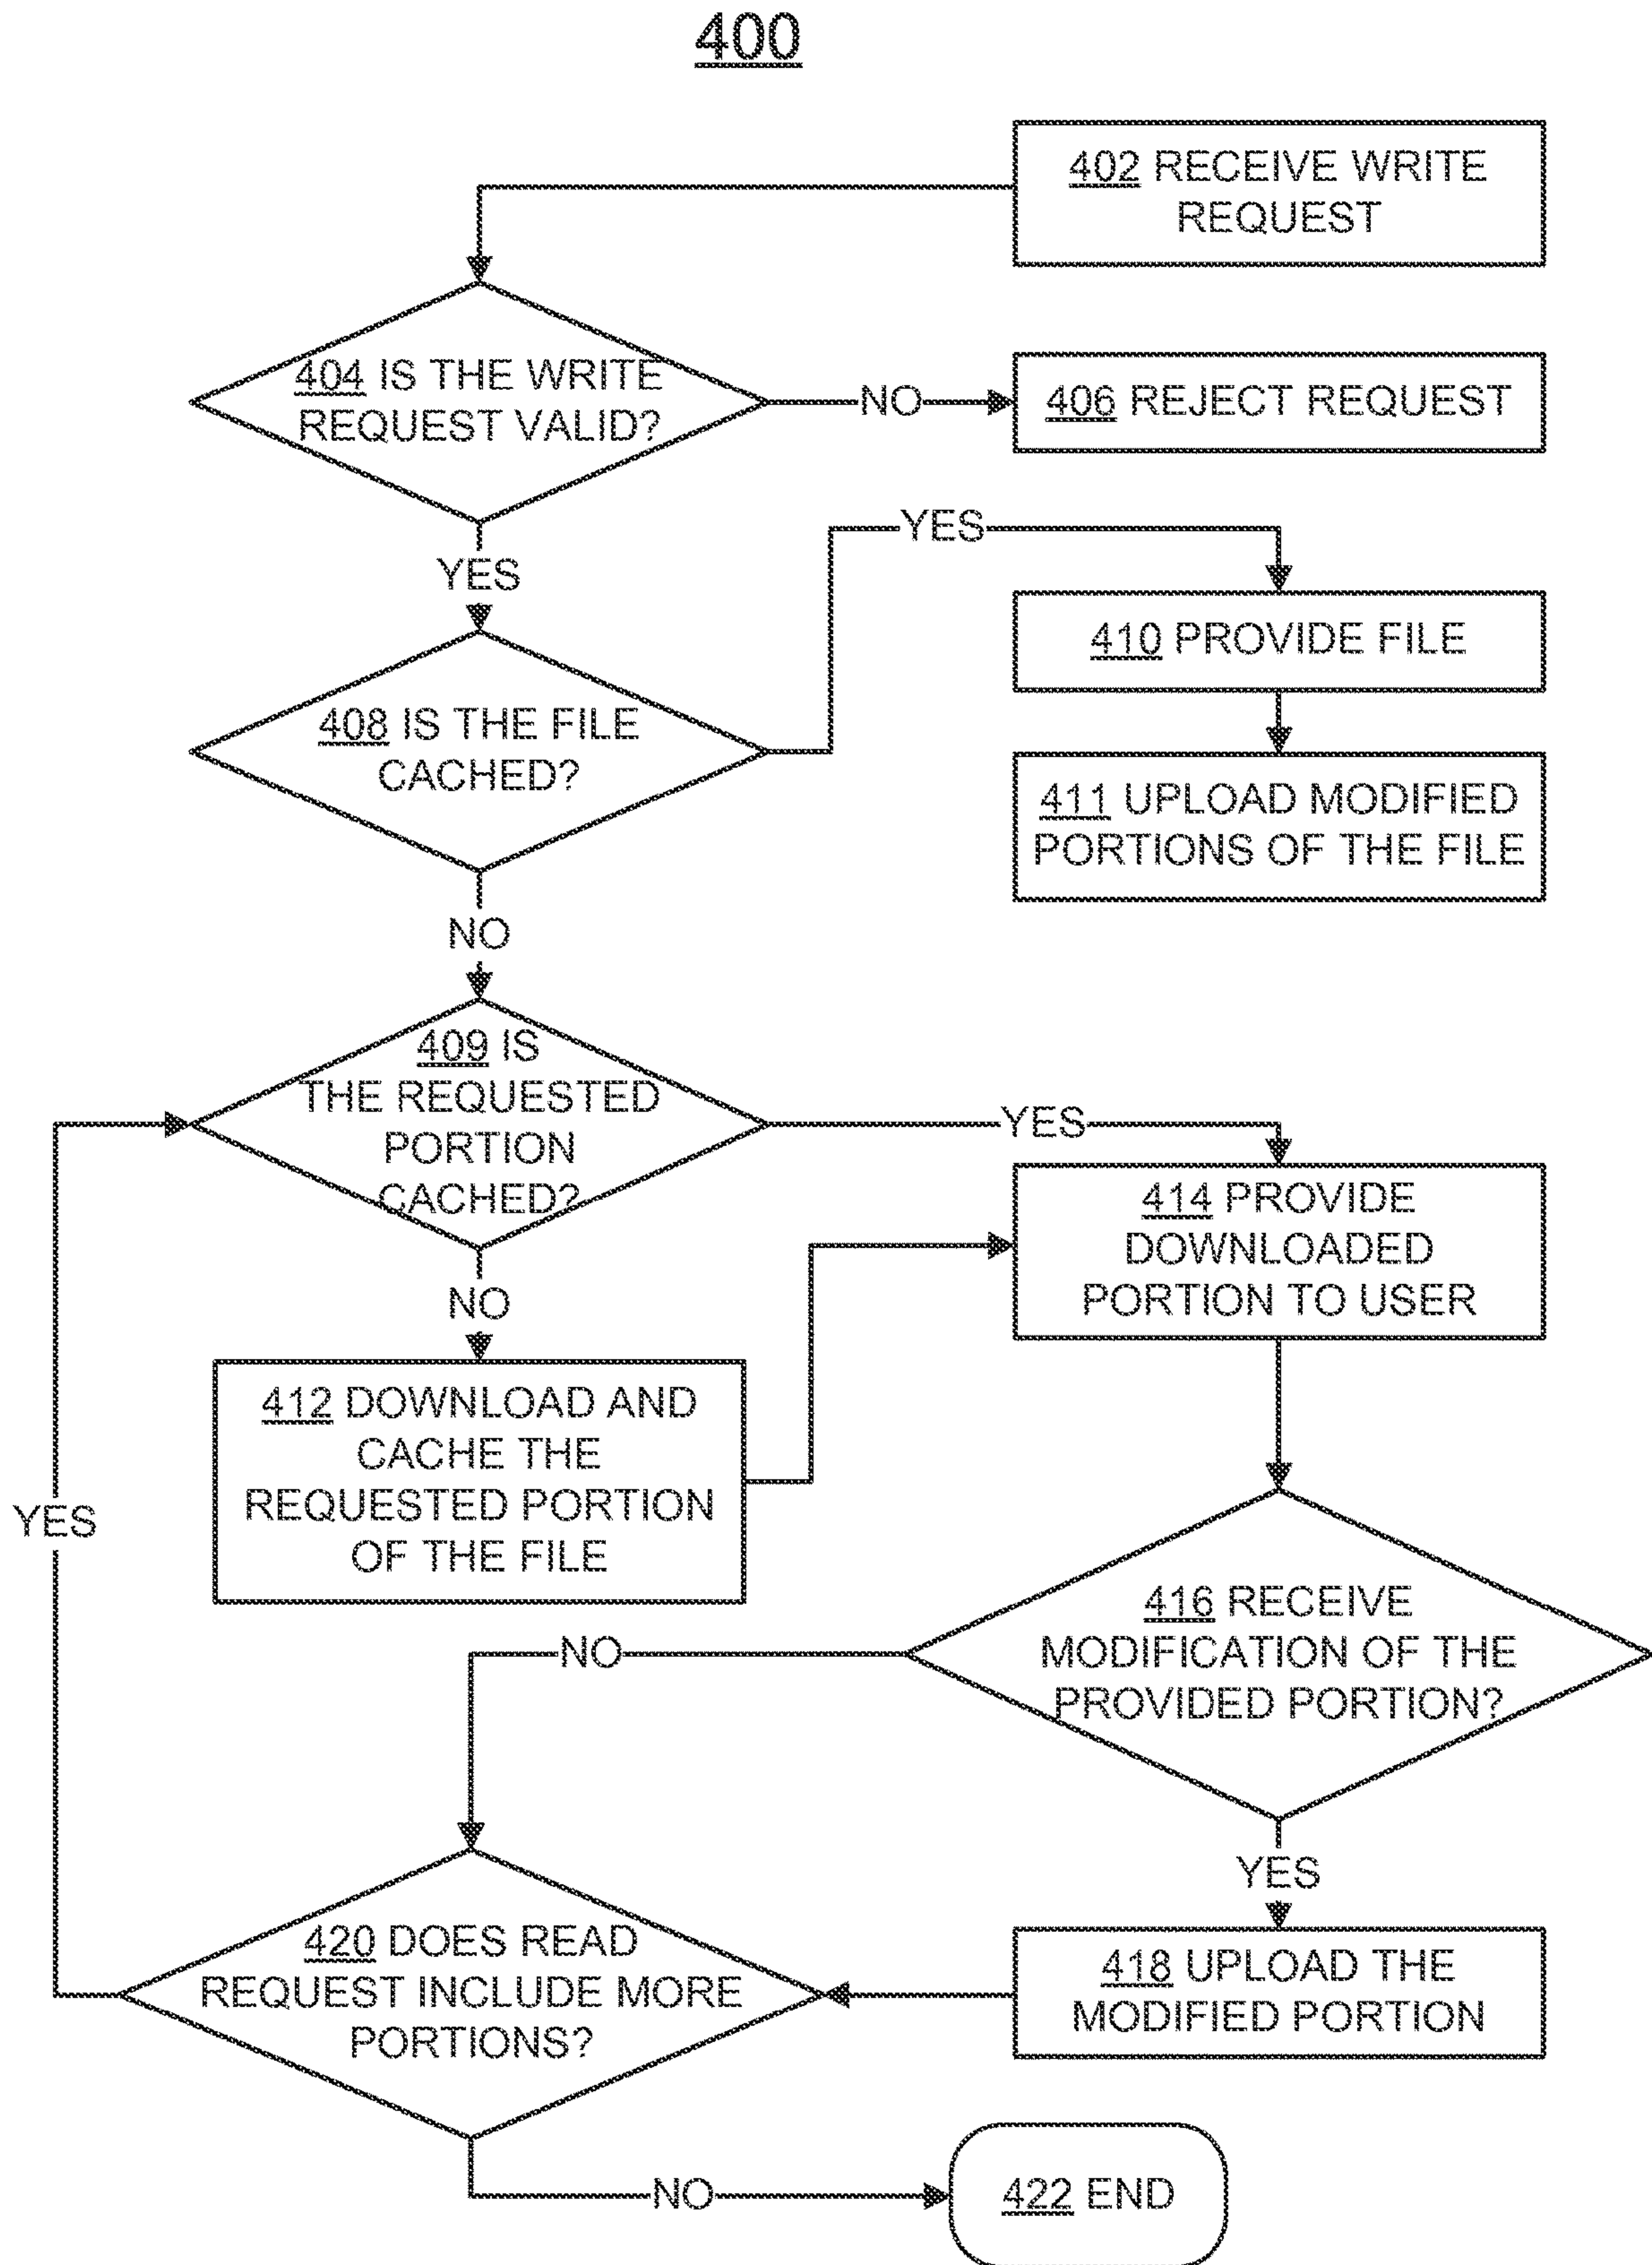 400
402 RECEIVE WRITE
REQUEST
404 IS THE WRITE
REQUEST VALID?
NO
406 REJECT REQUEST
YES
YES
408 IS THE FILE
CACHED?
410 PROVIDE FILE
411 UPLOAD MODIFIED
PORTIONS OF THE FILE
NO
409 IS
THE REQUESTED
PORTION
CACHED?
YES
414 PROVIDE
DOWNLOADED
PORTION TO USER
NO
412 DOWNLOAD AND
CACHE THE
REQUESTED PORTION
OF THE FILE
YES
416 RECEIVE
MODIFICATION OF THE
PROVIDED PORTION?
NO
YES
420 DOES READ
REQUEST INCLUDE MORE
PORTIONS?
418 UPLOAD THE
MODIFIED PORTION
NO
422 END